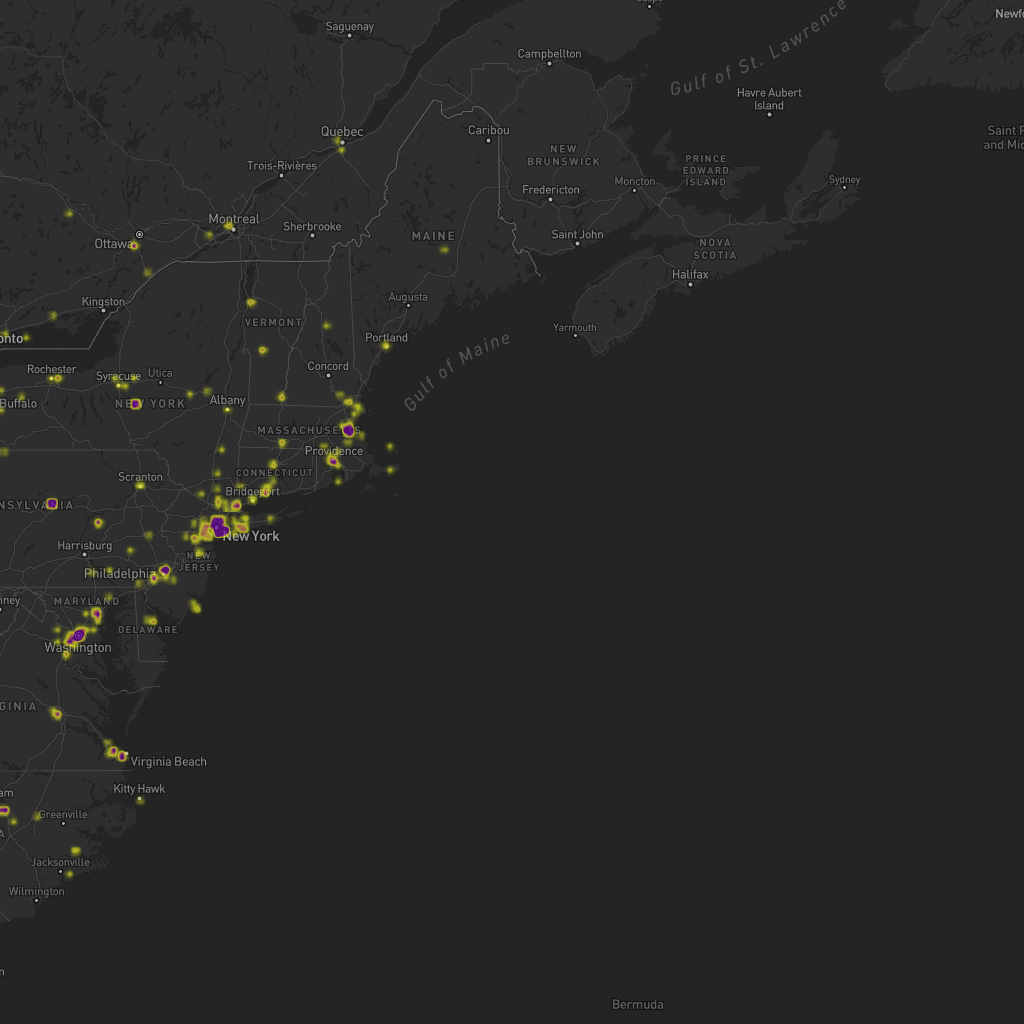 Saguenay
Newfo
Campbellton
Gulf of St. Lawrence
Havre Aubert
Island
Quebec
Caribou
Saint P
and Mic
NEW
BRUNSWICK
PRINCE
EDWARD
ISLAND
Trois-Rivières
Fredericton
Moncton
Sydney
Montreal
Sherbrooke
Ottawa
MAINE
Saint John
NOVA
SCOTIA
Halifax
Kingston
Augusta
VERMONT
Yarmouth
onto
Portland
Gulf of Maine
Rochester
Syracuse
Utica
Concord
Buffalo
NEW YORK
Albany
MASSACHUSETTS
Providence
CONNECTICUT
Scranton
Bridgeport
NSYLVANIA
New York
Harrisburg
NEW
JERSEY
Philadelphia
MARYLAND
ney
DELAWARE
Washington
GINIA
Virginia Beach
Kitty Hawk
am
Greenville
A
Jacksonville
Wilmington
n
Bermuda